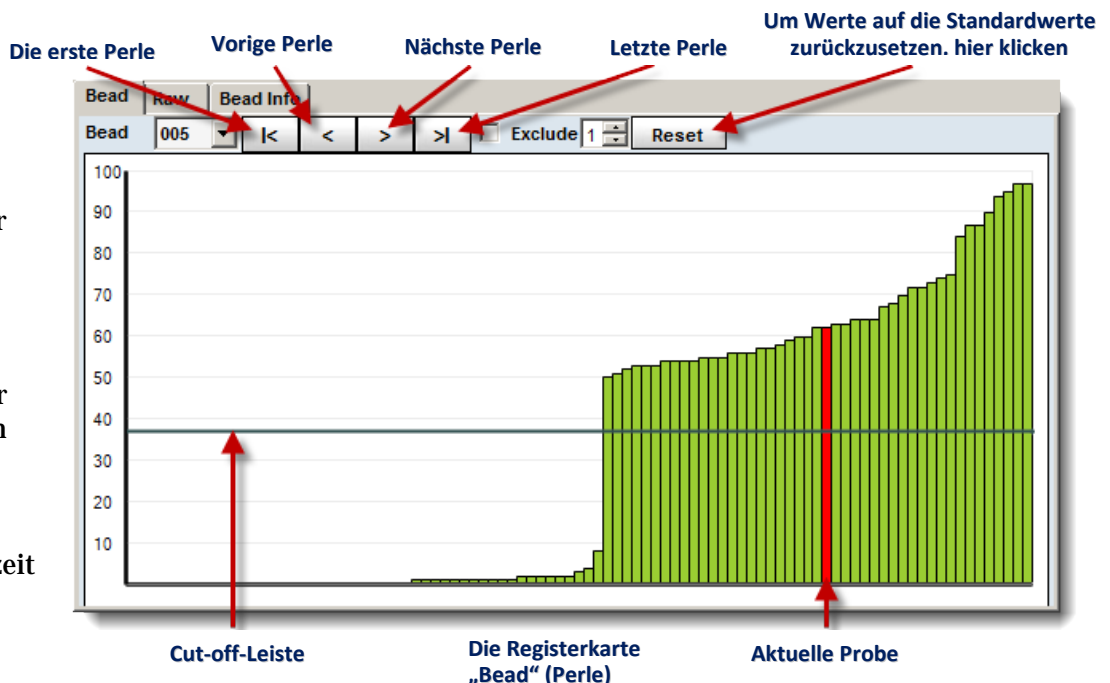 Um Werte auf die Standardwerte
zurückzusetzen. hier klicken
Die erste Perle
Vorige Perle
Nächste Perle
Letzte Perle
Bead
Raw
Bead Info
Bead
005
|<
<
>
>|
Exclude
1
Reset
100
90
80
70
60
50
40
30
20
10
r
r
n
zeit
Cut-off-Leiste
Die Registerkarte
„Bead“ (Perle)
Aktuelle Probe